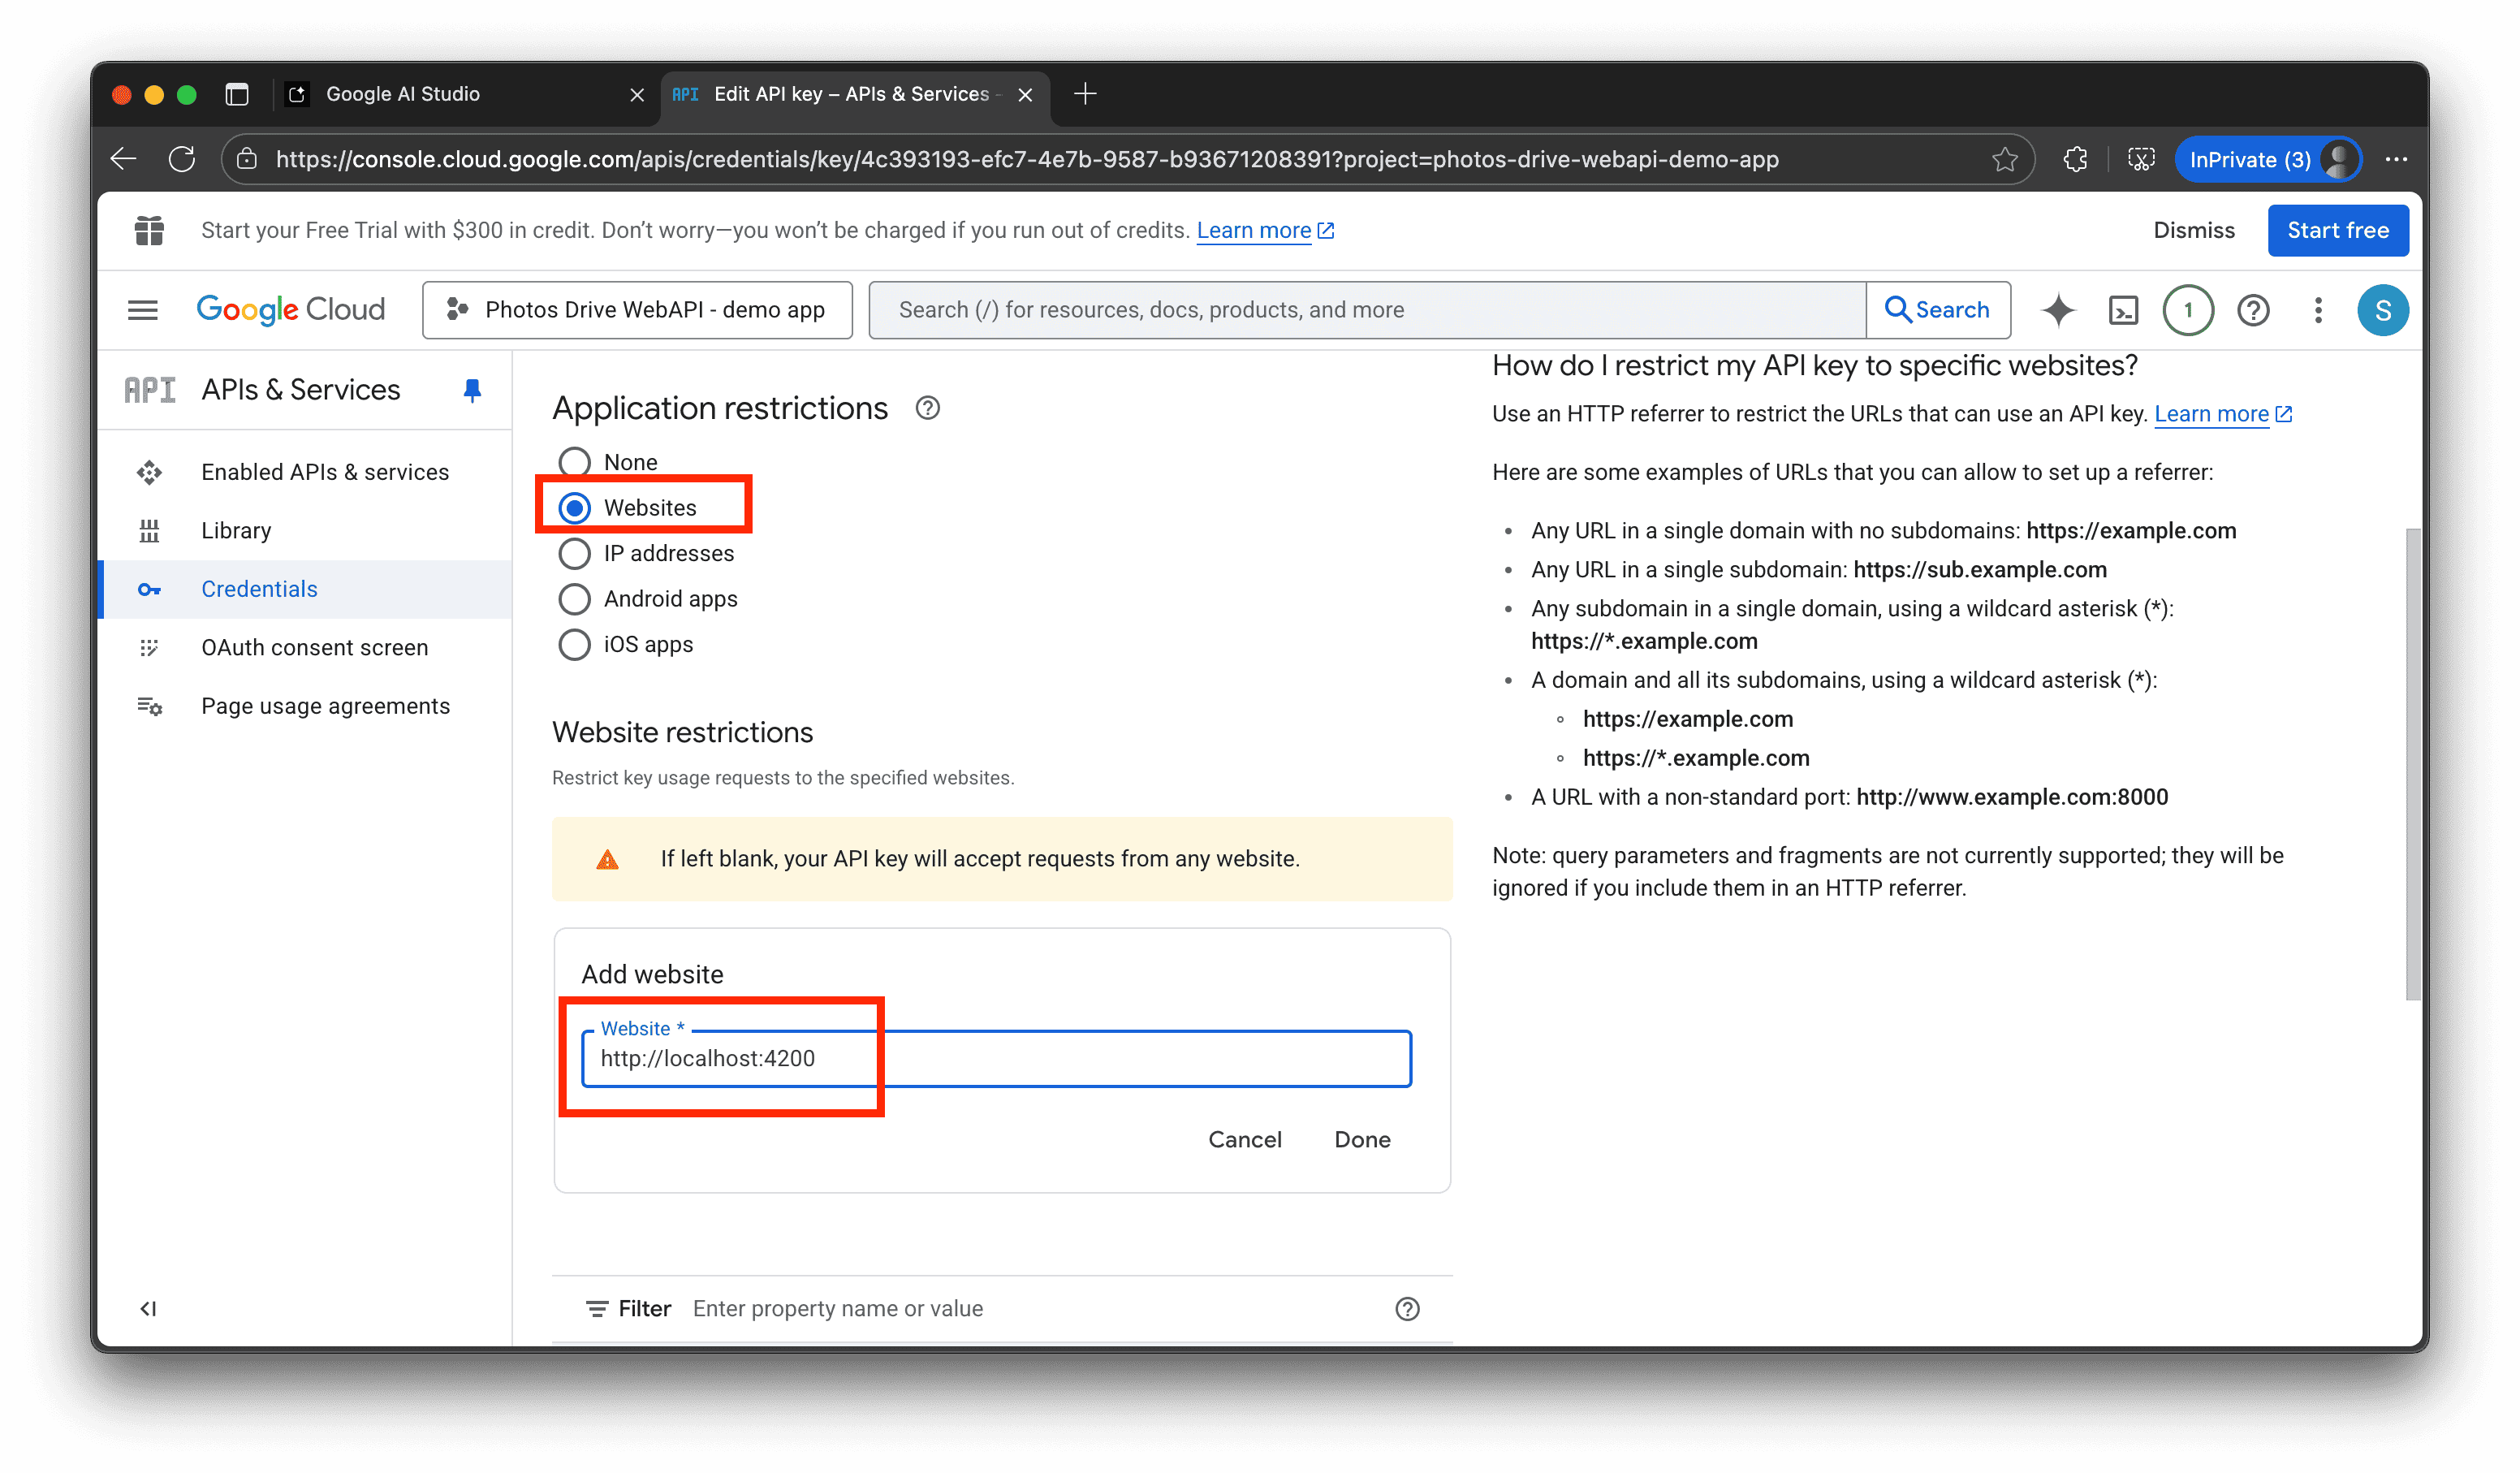 Google AI Studio
API Edit API key – APIs & Services -
https://console.cloud.google.com/apis/credentials/key/4c393193-efc7-4e7b-9587-b93671208391?project=photos-drive-webapi-demo-app
InPrivate (3)
Start your Free Trial with $300 in credit. Don’t worry—you won’t be charged if you run out of credits. Learn more
Dismiss
Start free
Google Cloud
Photos Drive WebAPI - demo app
Search (/) for resources, docs, products, and more
Search
1
S
API APIs & Services
Enabled APIs & services
Library
Credentials
OAuth consent screen
Page usage agreements
Application restrictions
None
Websites
IP addresses
Android apps
iOS apps
Website restrictions
Restrict key usage requests to the specified websites.
If left blank, your API key will accept requests from any website.
Add website
Website *
http://localhost:4200
Cancel
Done
Filter Enter property name or value
How do I restrict my API key to specific websites?
Use an HTTP referrer to restrict the URLs that can use an API key. Learn more
Here are some examples of URLs that you can allow to set up a referrer:
• Any URL in a single domain with no subdomains: https://example.com
• Any URL in a single subdomain: https://sub.example.com
• Any subdomain in a single domain, using a wildcard asterisk (*):
https://*.example.com
• A domain and all its subdomains, using a wildcard asterisk (*):
◦ https://example.com
◦ https://*.example.com
• A URL with a non-standard port: http://www.example.com:8000
Note: query parameters and fragments are not currently supported; they will be
ignored if you include them in an HTTP referrer.